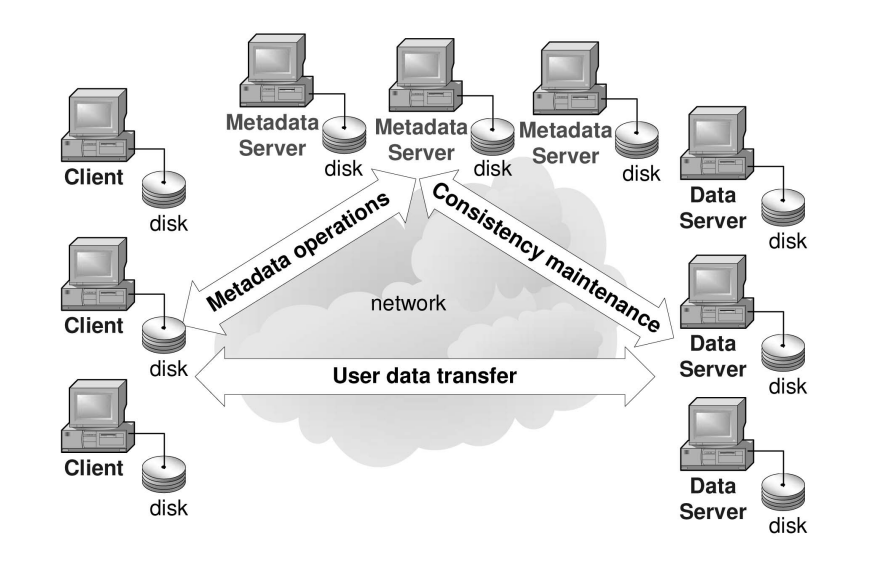 Metadata
Server
disk
Metadata
Server
disk
Metadata
Server
disk
Client
disk
Data
Server
disk
Metadata operations
Consistency maintenance
Client
disk
network
Data
Server
disk
User data transfer
Client
disk
Data
Server
disk